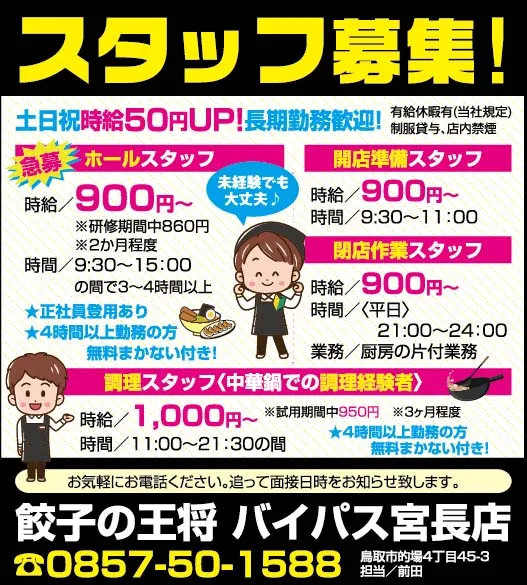 スタッフ募集!
土日祝時給50円UP!長期勤務歓迎!
有給休暇有(当社規定)
制服貸与、店内禁煙
急募
ホールスタッフ
時給/900円~
※研修期間中860円
※2か月程度
時間/9:30~15:00
の間で3~4時間以上
★正社員登用あり
★4時間以上勤務の方
無料まかない付き!
未経験でも
大丈夫♪
開店準備スタッフ
時給/900円~
時間/9:30~11:00
閉店作業スタッフ
時給/900円~
時間/〈平日〉
21:00~24:00
業務/厨房の片付業務
調理スタッフ〈中華鍋での調理経験者〉
時給/1,000円~ ※試用期間中950円 ※3ヶ月程度
時間/11:00~21:30の間
★4時間以上勤務の方
無料まかない付き!
お気軽にお電話ください。追って面接日時をお知らせ致します。
餃子の王将 バイパス宮長店
☎0857-50-1588
鳥取市的場4丁目45-3
担当/前田